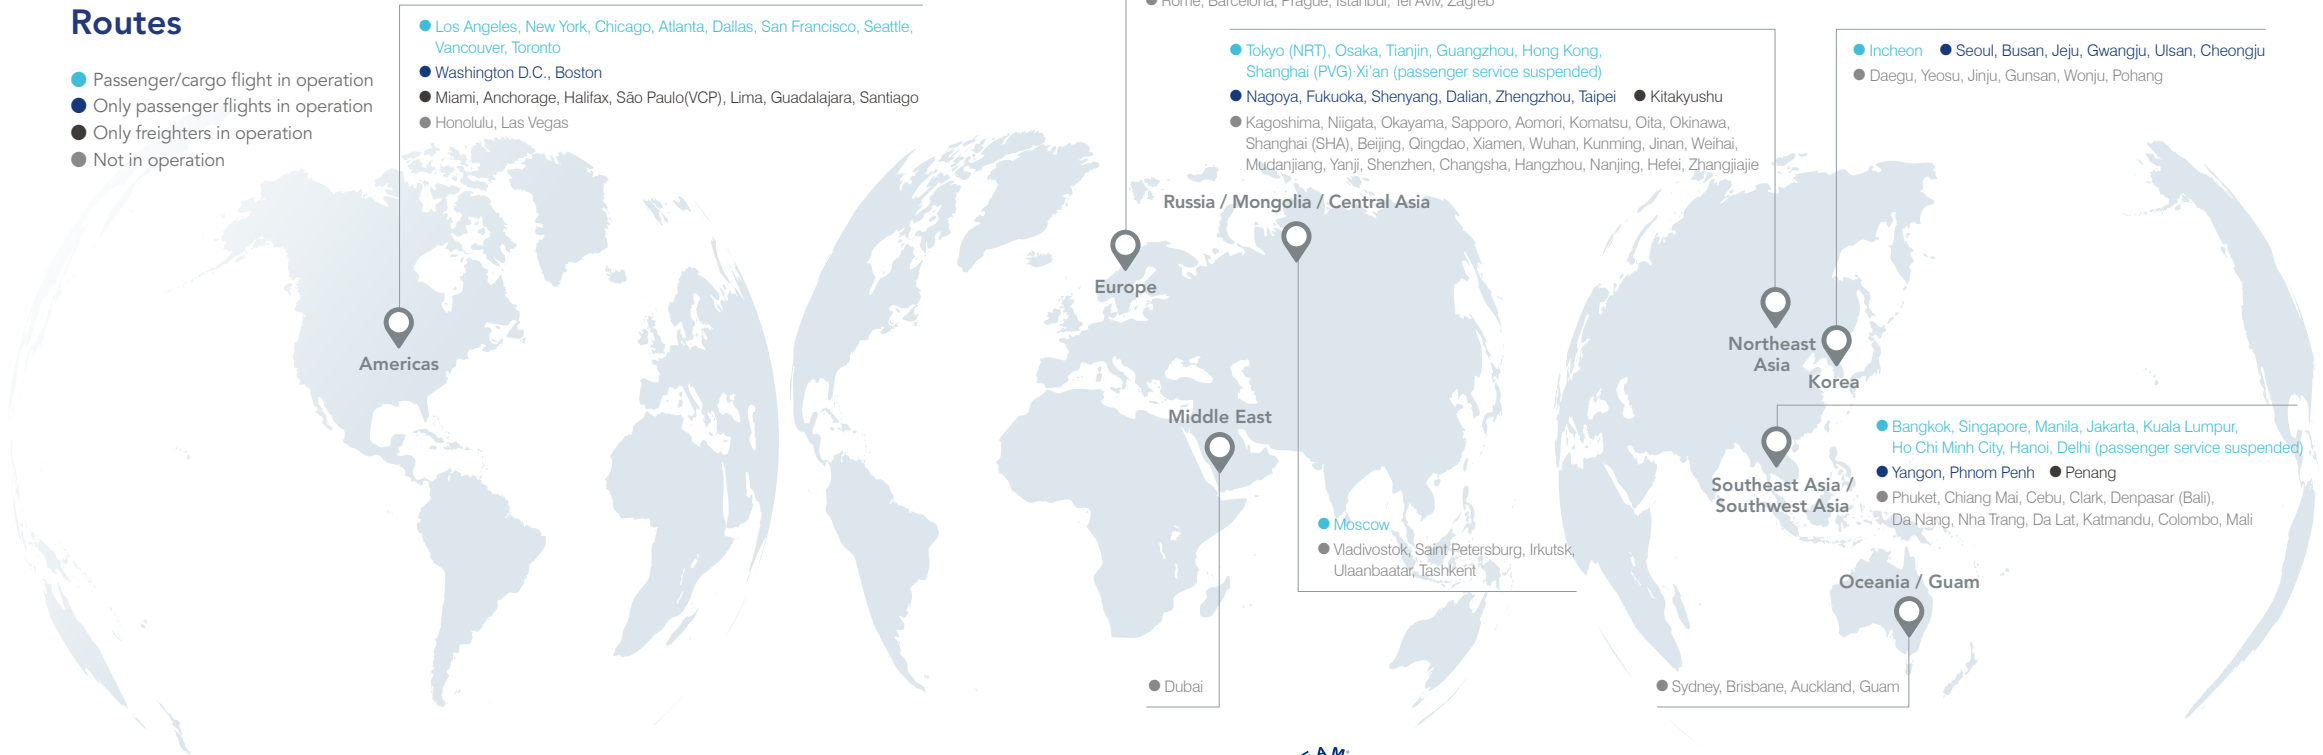 Routes
Passenger/cargo flight in operation
Only passenger flights in operation
Only freighters in operation
Not in operation
Los Angeles, New York, Chicago, Atlanta, Dallas, San Francisco, Seattle,
Vancouver, Toronto
Washington D.C., Boston
Miami, Anchorage, Halifax, São Paulo(VCP), Lima, Guadalajara, Santiago
Honolulu, Las Vegas
Americas
Rome, Barcelona, Prague, Istanbul, Tel Aviv, Zagreb
Europe
Tokyo (NRT), Osaka, Tianjin, Guangzhou, Hong Kong,
Shanghai (PVG)·Xi'an (passenger service suspended)
Nagoya, Fukuoka, Shenyang, Dalian, Zhengzhou, Taipei Kitakyushu
Kagoshima, Niigata, Okayama, Sapporo, Aomori, Komatsu, Oita, Okinawa,
Shanghai (SHA), Beijing, Qingdao, Xiamen, Wuhan, Kunming, Jinan, Weihai,
Mudanjiang, Yanji, Shenzhen, Changsha, Hangzhou, Nanjing, Hefei, Zhangjiajie
Northeast
Asia
Incheon Seoul, Busan, Jeju, Gwangju, Ulsan, Cheongju
Daegu, Yeosu, Jinju, Gunsan, Wonju, Pohang
Korea
Russia / Mongolia / Central Asia
Moscow
Vladivostok, Saint Petersburg, Irkutsk,
Ulaanbaatar, Tashkent
Middle East
Dubai
Bangkok, Singapore, Manila, Jakarta, Kuala Lumpur,
Ho Chi Minh City, Hanoi, Delhi (passenger service suspended)
Yangon, Phnom Penh Penang
Phuket, Chiang Mai, Cebu, Clark, Denpasar (Bali),
Da Nang, Nha Trang, Da Lat, Katmandu, Colombo, Mali
Southeast Asia /
Southwest Asia
Oceania / Guam
Sydney, Brisbane, Auckland, Guam